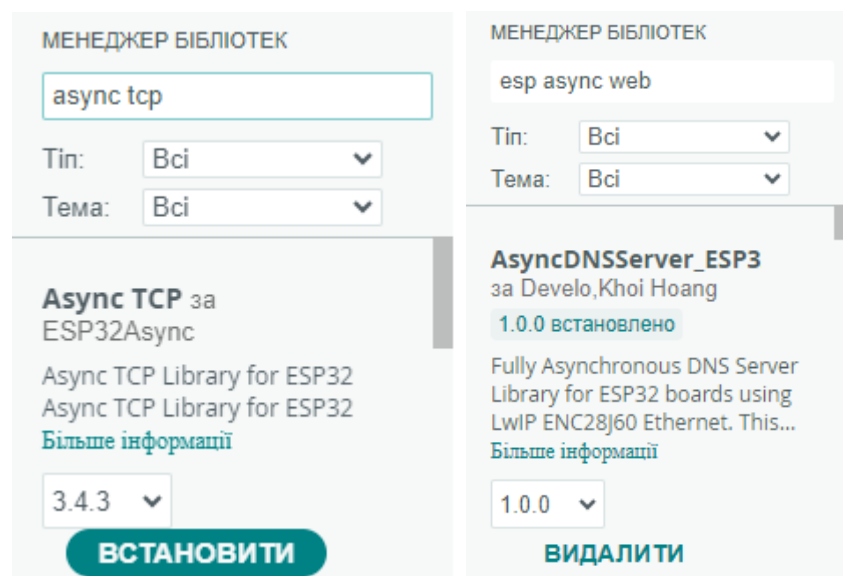 МЕНЕДЖЕР БІБЛІОТЕК
async tcp
Тіп: Всі
Тема: Всі
Async TCP за
ESP32Async
Async TCP Library for ESP32
Async TCP Library for ESP32
Більше інформації
3.4.3
ВСТАНОВИТИ
МЕНЕДЖЕР БІБЛІОТЕК
esp async web
Тіп: Всі
Тема: Всі
AsyncDNSServer_ESP3
за Develo,Khoi Hoang
1.0.0 встановлено
Fully Asynchronous DNS Server
Library for ESP32 boards using
LwIP ENC28J60 Ethernet. This...
Більше інформації
1.0.0
ВИДАЛИТИ